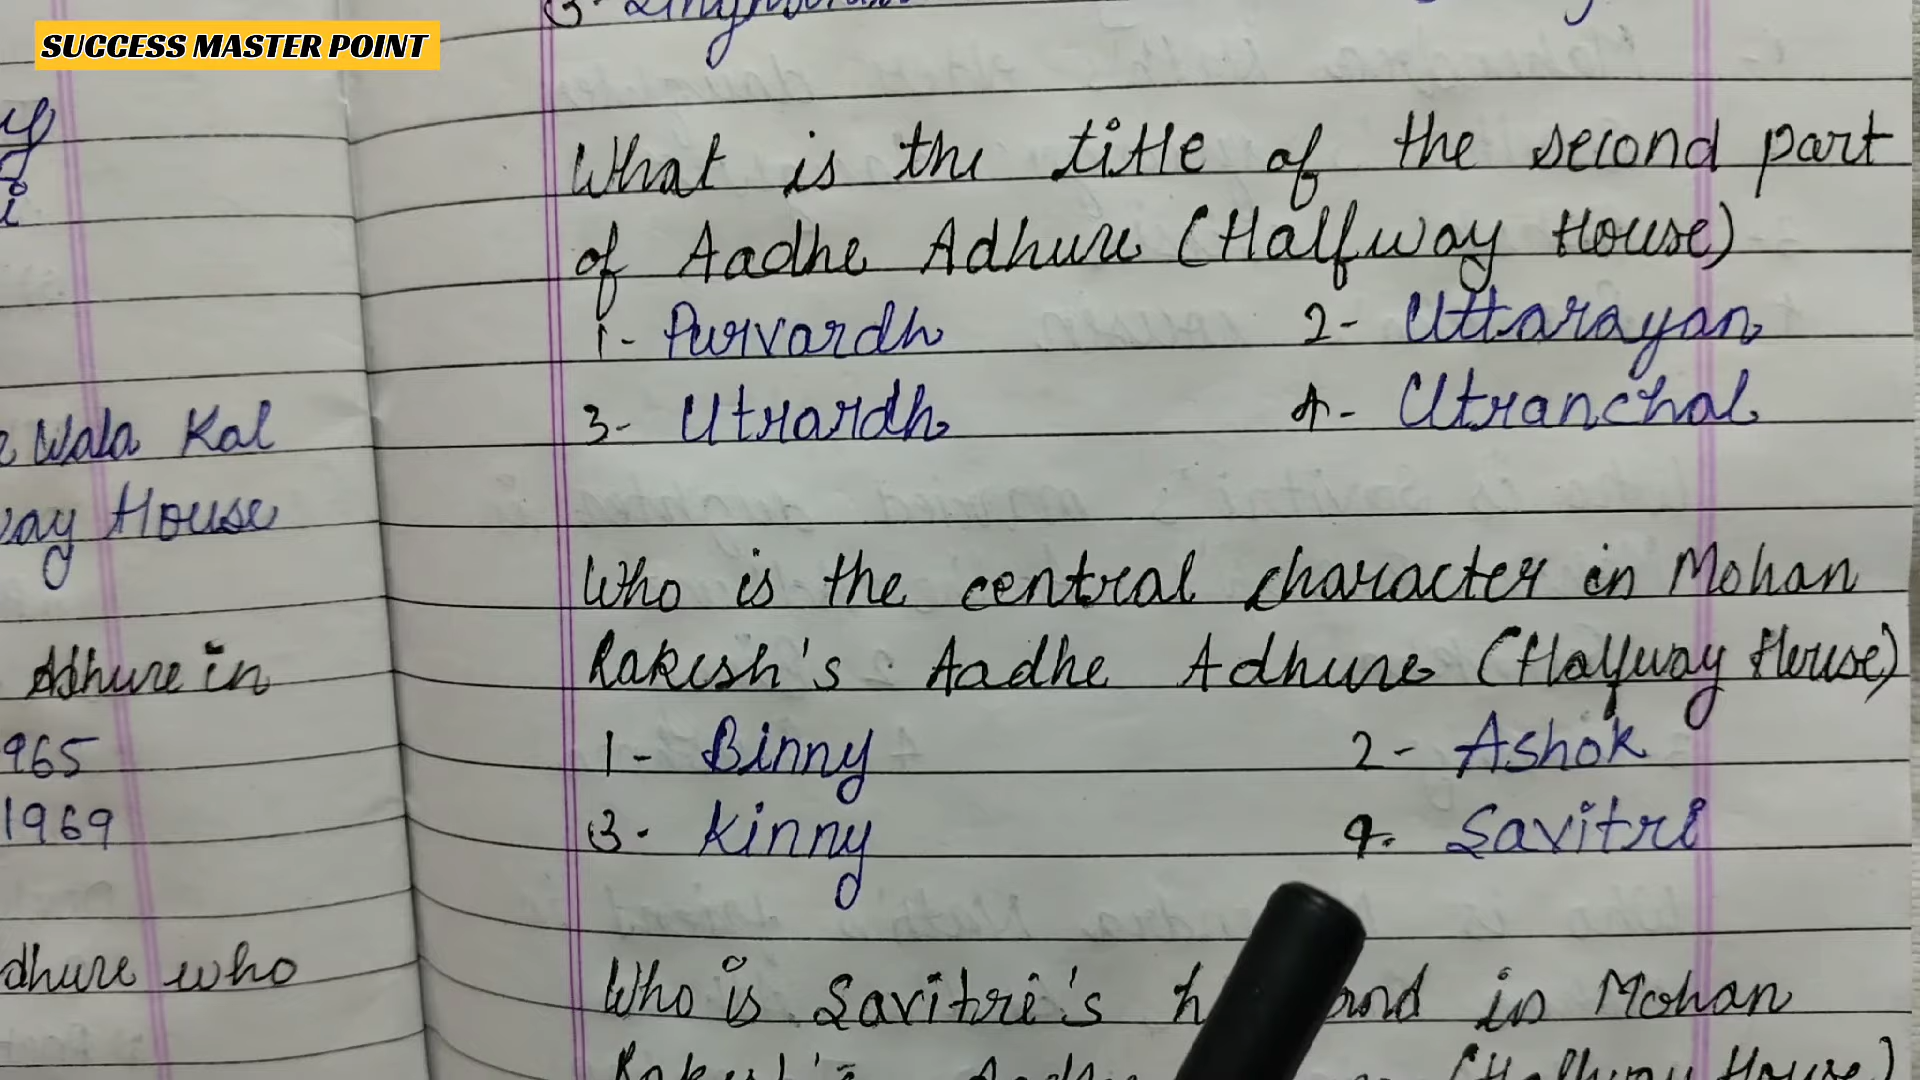 SUCCESS MASTER POINT
Wala Kal
House
Adhure in
965
1969
dhure who
What is the title of the second part
of Aadhe Adhure (Halfway House)
1- Purvardh 2- Uttarayan
3- Utrardh 4- Utranchal
Who is the central character in Mohan
Rakesh's Aadhe Adhure (Halfway House)
1- Binny 2- Ashok
3- Kinny 4. Savitri
Who is Savitri's in Mohan
(Halfway House)